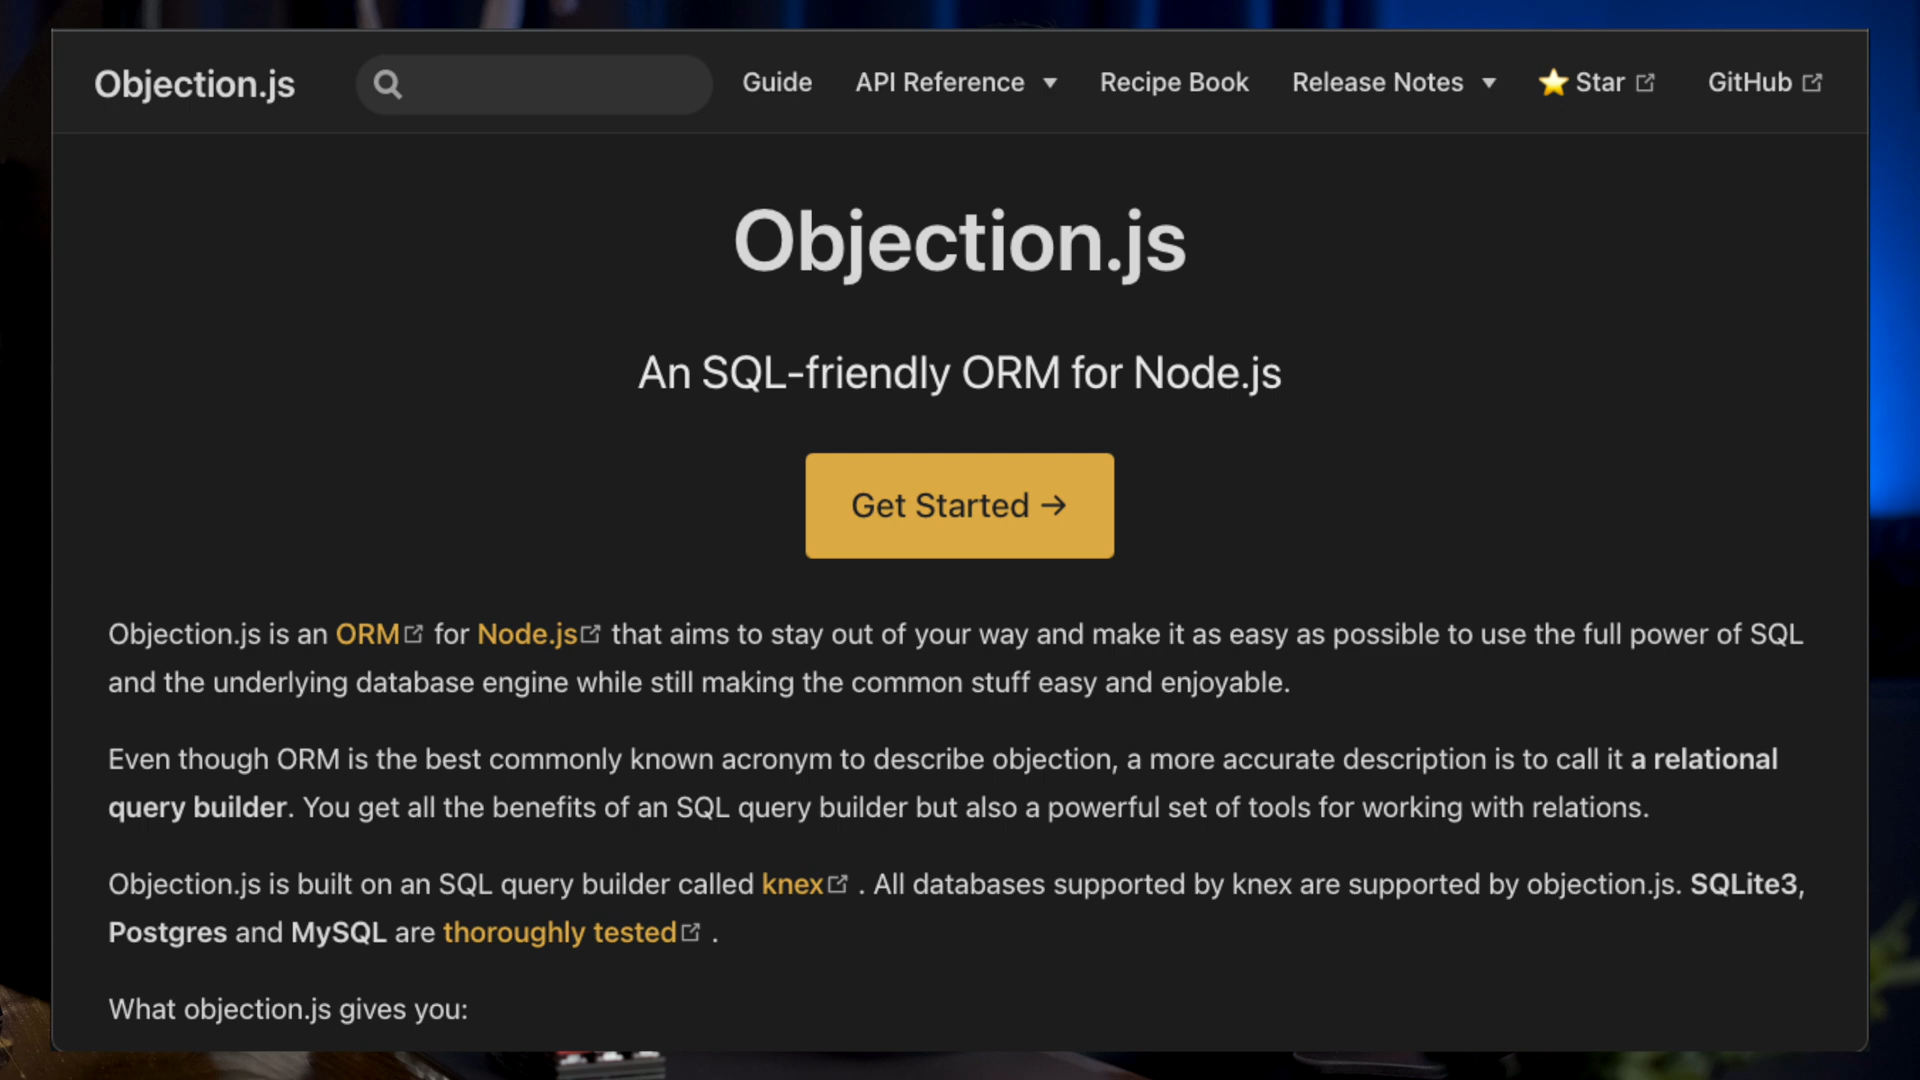 Objection.js
Guide
API Reference
Recipe Book
Release Notes
Star
GitHub
Objection.js
An SQL-friendly ORM for Node.js
Get Started →
Objection.js is an ORM for Node.js that aims to stay out of your way and make it as easy as possible to use the full power of SQL
and the underlying database engine while still making the common stuff easy and enjoyable.
Even though ORM is the best commonly known acronym to describe objection, a more accurate description is to call it a relational
query builder. You get all the benefits of an SQL query builder but also a powerful set of tools for working with relations.
Objection.js is built on an SQL query builder called knex . All databases supported by knex are supported by objection.js. SQLite3,
Postgres and MySQL are thoroughly tested .
What objection.js gives you: